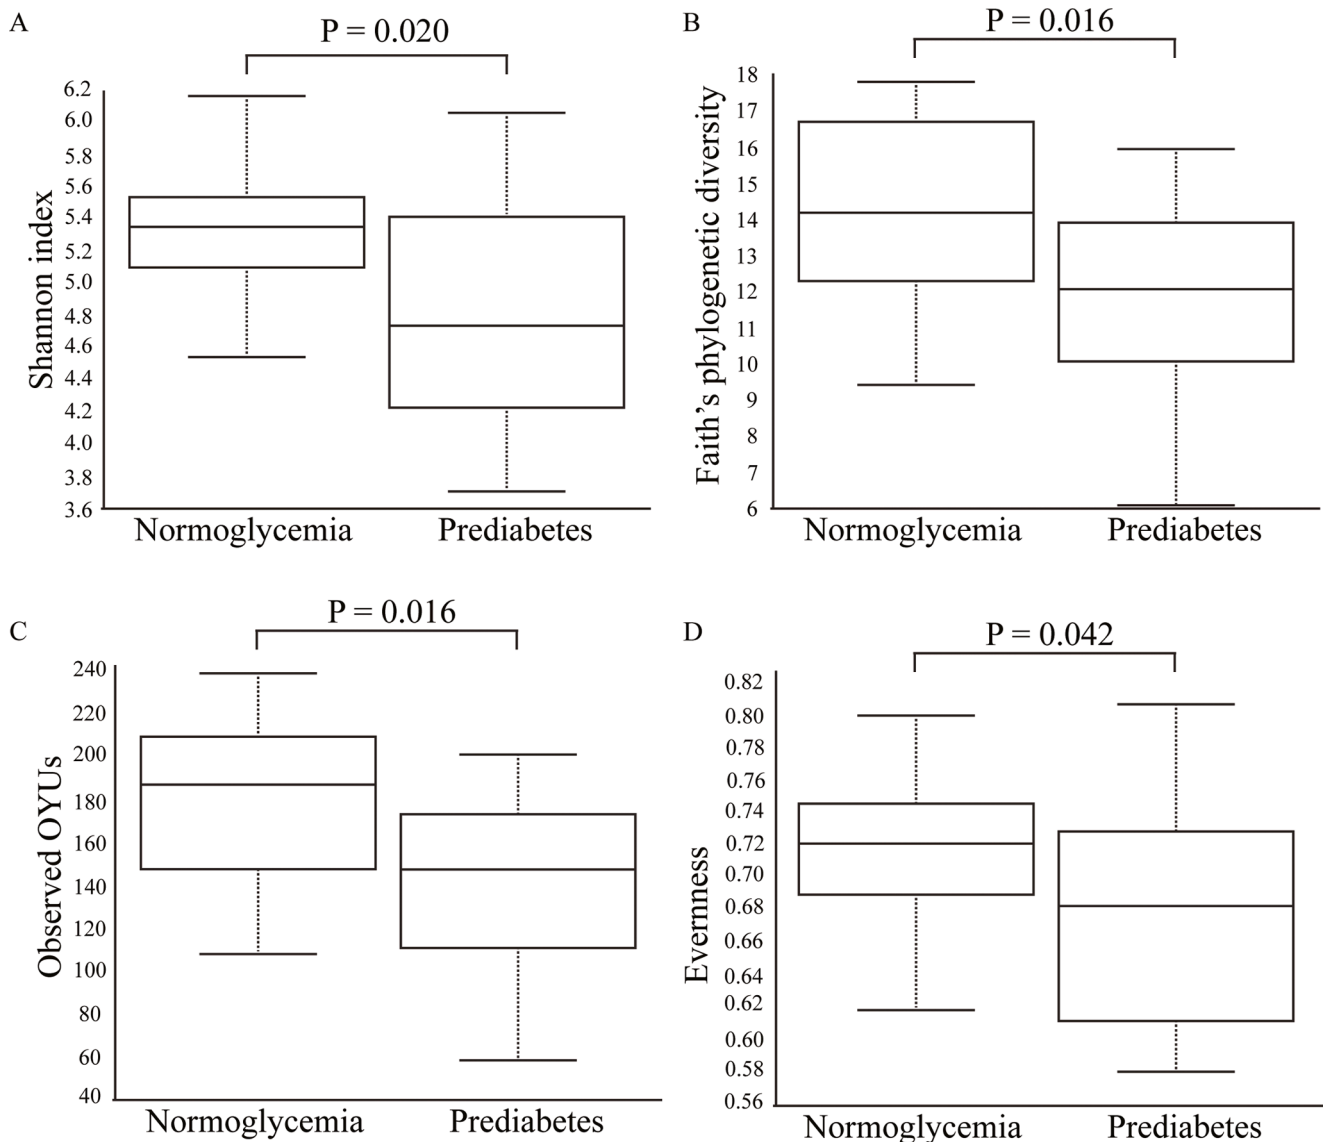 A
P = 0.020
Shannon index
6.2
6.0
5.8
5.6
5.4
5.2
5.0
4.8
4.6
4.4
4.2
4.0
3.8
3.6
Normoglycemia
Prediabetes
B
P = 0.016
Faith's phylogenetic diversity
18
17
16
15
14
13
12
11
10
9
8
7
6
Normoglycemia
Prediabetes
C
P = 0.016
Observed OYUs
240
220
200
180
160
140
120
100
80
60
40
Normoglycemia
Prediabetes
D
P = 0.042
Evernness
0.82
0.80
0.78
0.76
0.74
0.72
0.70
0.68
0.66
0.64
0.62
0.60
0.58
0.56
Normoglycemia
Prediabetes